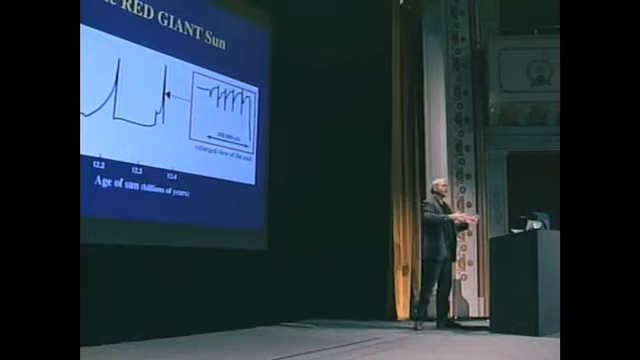 RED GIANT Sun
enlarged view of the
12.2 12.3 12.4
Age of sun (billions of years)